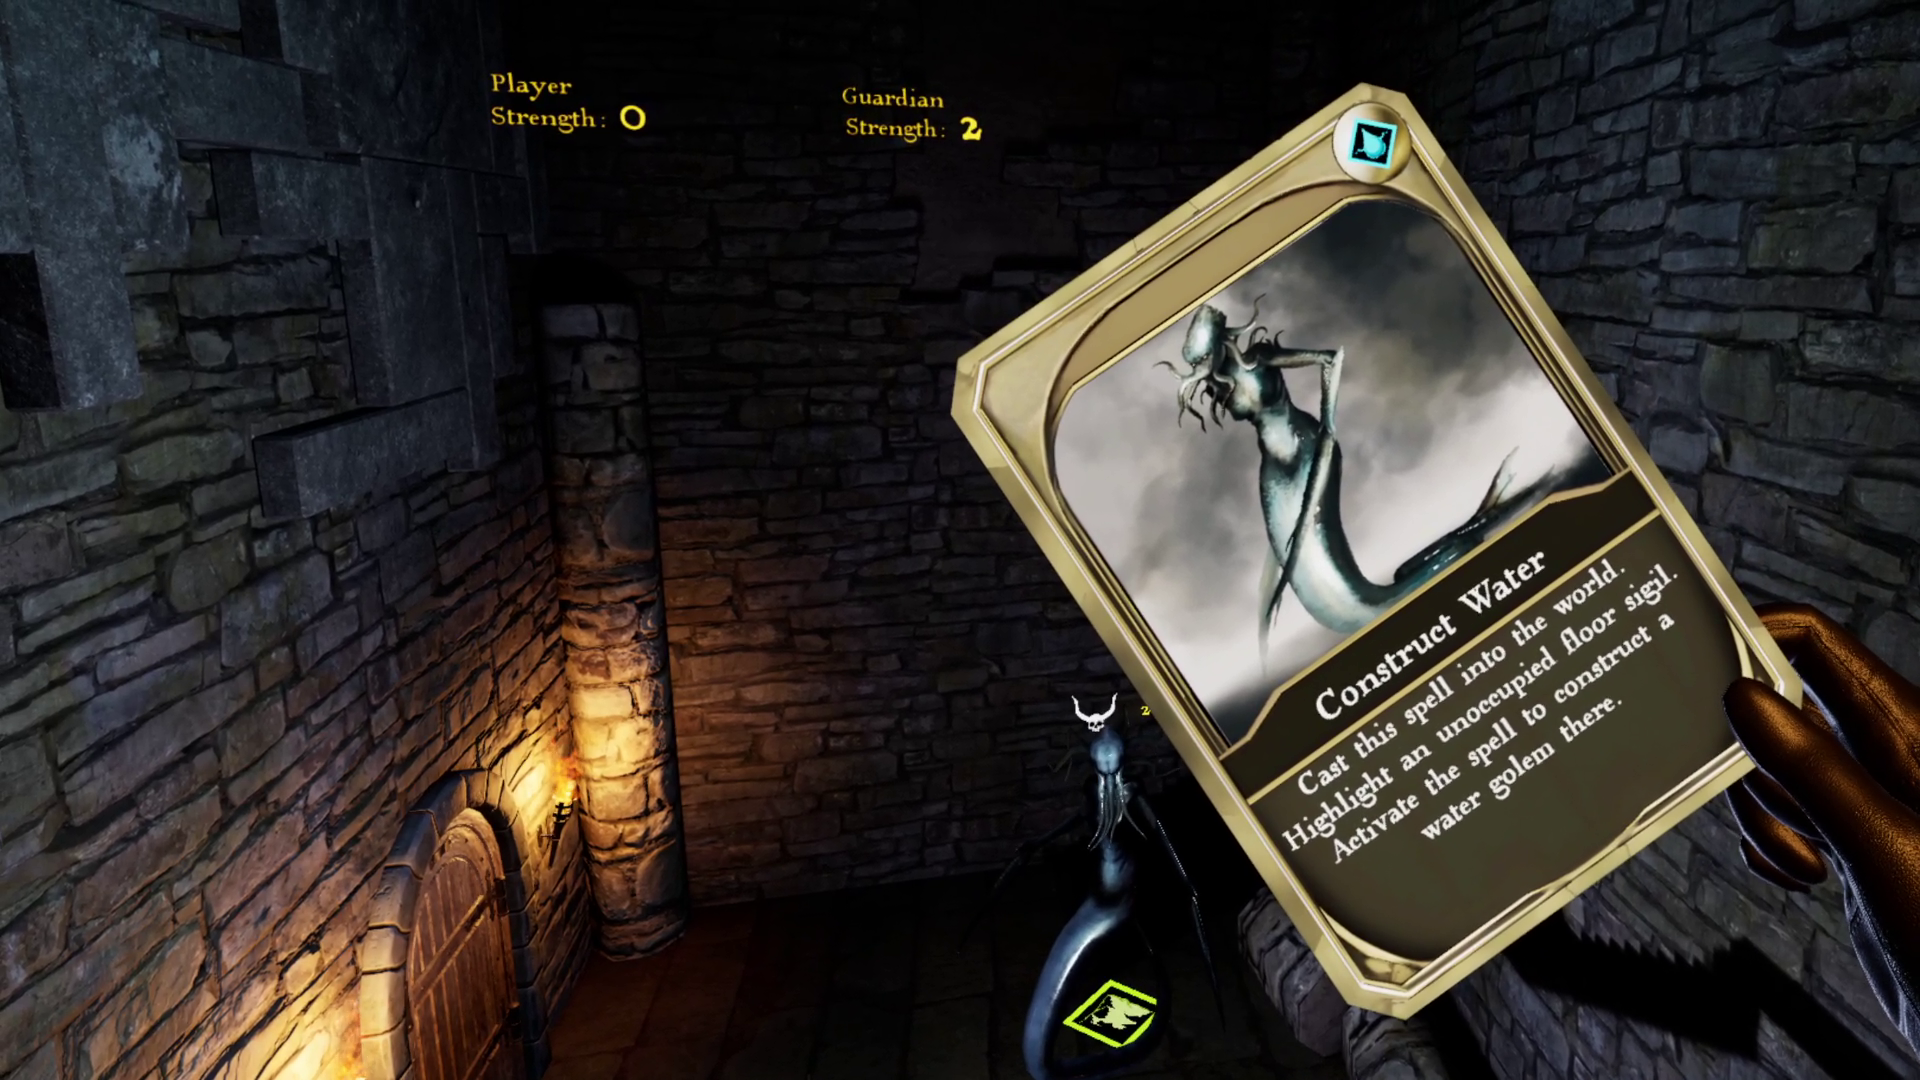 Player
Strength: 0
Guardian
Strength: 2
2
Construct Water
Cast this spell into the world.
Highlight an unoccupied floor sigil.
Activate the spell to construct a
water golem there.